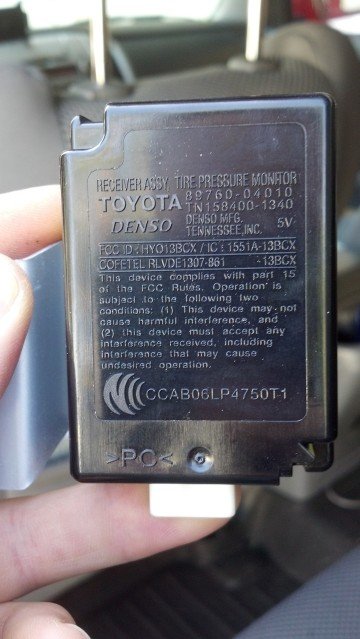 RECEIVER ASSY, TIRE PRESSURE MONITOR
TOYOTA 89760-04010
TN158400-1340
DENSO DENSO MFG. TENNESSEE, INC. 5V
FCC ID : HYO13BCX / IC : 1551A-13BCX
COFETEL RLVDE1307-861 -13BCX
This device complies with part 15
of the FCC Rules. Operation is
subject to the following two
conditions: (1) This device may not
cause harmful interference, and
(2) this device must accept any
interference received, including
interference that may cause
undesired operation.
CCAB06LP4750T1
>PC<